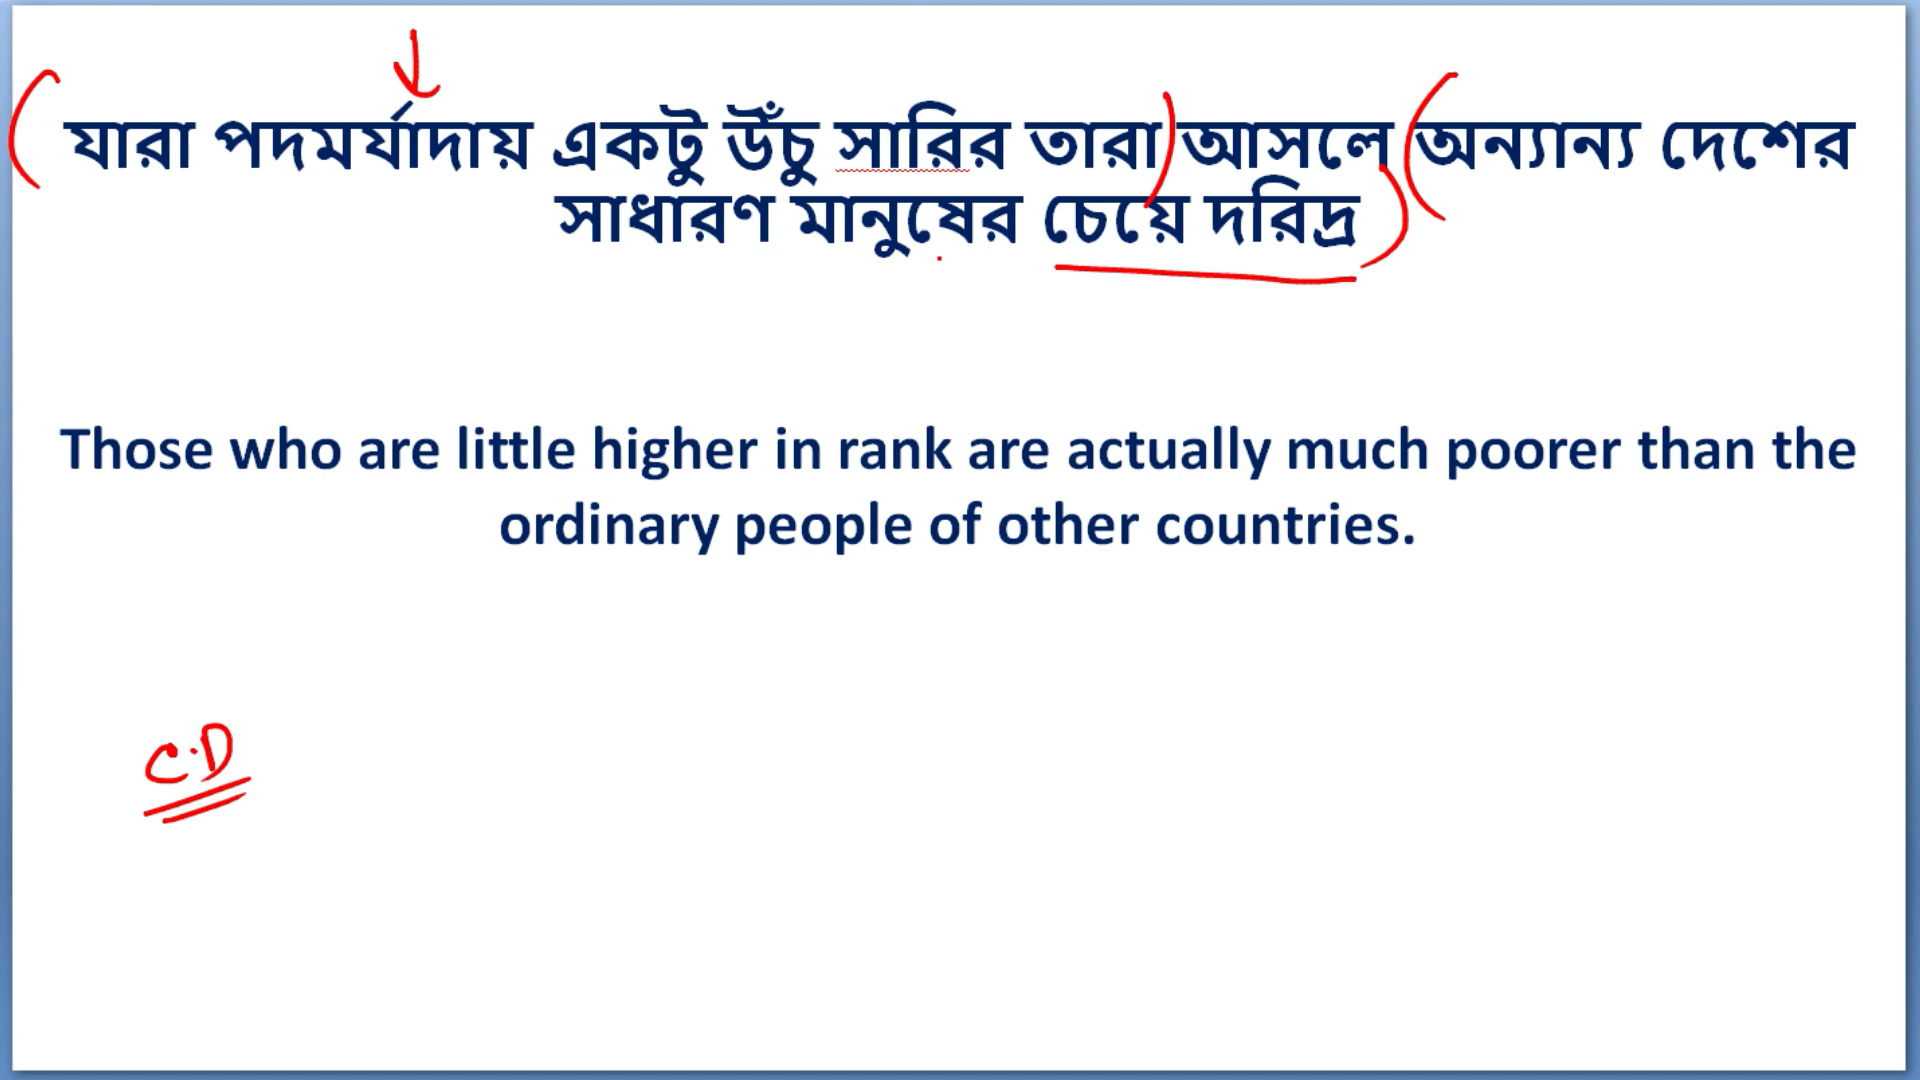 যারা পদমর্যাদায় একটু উঁচু সারির তারা আসলে অন্যান্য দেশের
সাধারণ মানুষের চেয়ে দরিদ্র
Those who are little higher in rank are actually much poorer than the
ordinary people of other countries.
C.D